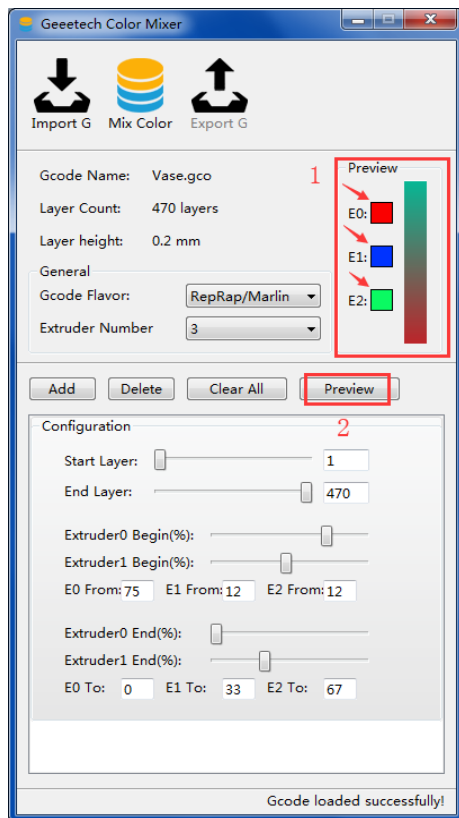 Geeetech Color Mixer
Import G Mix Color Export G
Gcode Name: Vase.gco
Layer Count: 470 layers
Layer height: 0.2 mm
General
Gcode Flavor: RepRap/Marlin
Extruder Number 3
1
Preview
E0:
E1:
E2:
Add Delete Clear All Preview
2
Configuration
Start Layer: 1
End Layer: 470
Extruder0 Begin(%):
Extruder1 Begin(%):
E0 From: 75 E1 From: 12 E2 From: 12
Extruder0 End(%):
Extruder1 End(%):
E0 To: 0 E1 To: 33 E2 To: 67
Gcode loaded successfully!